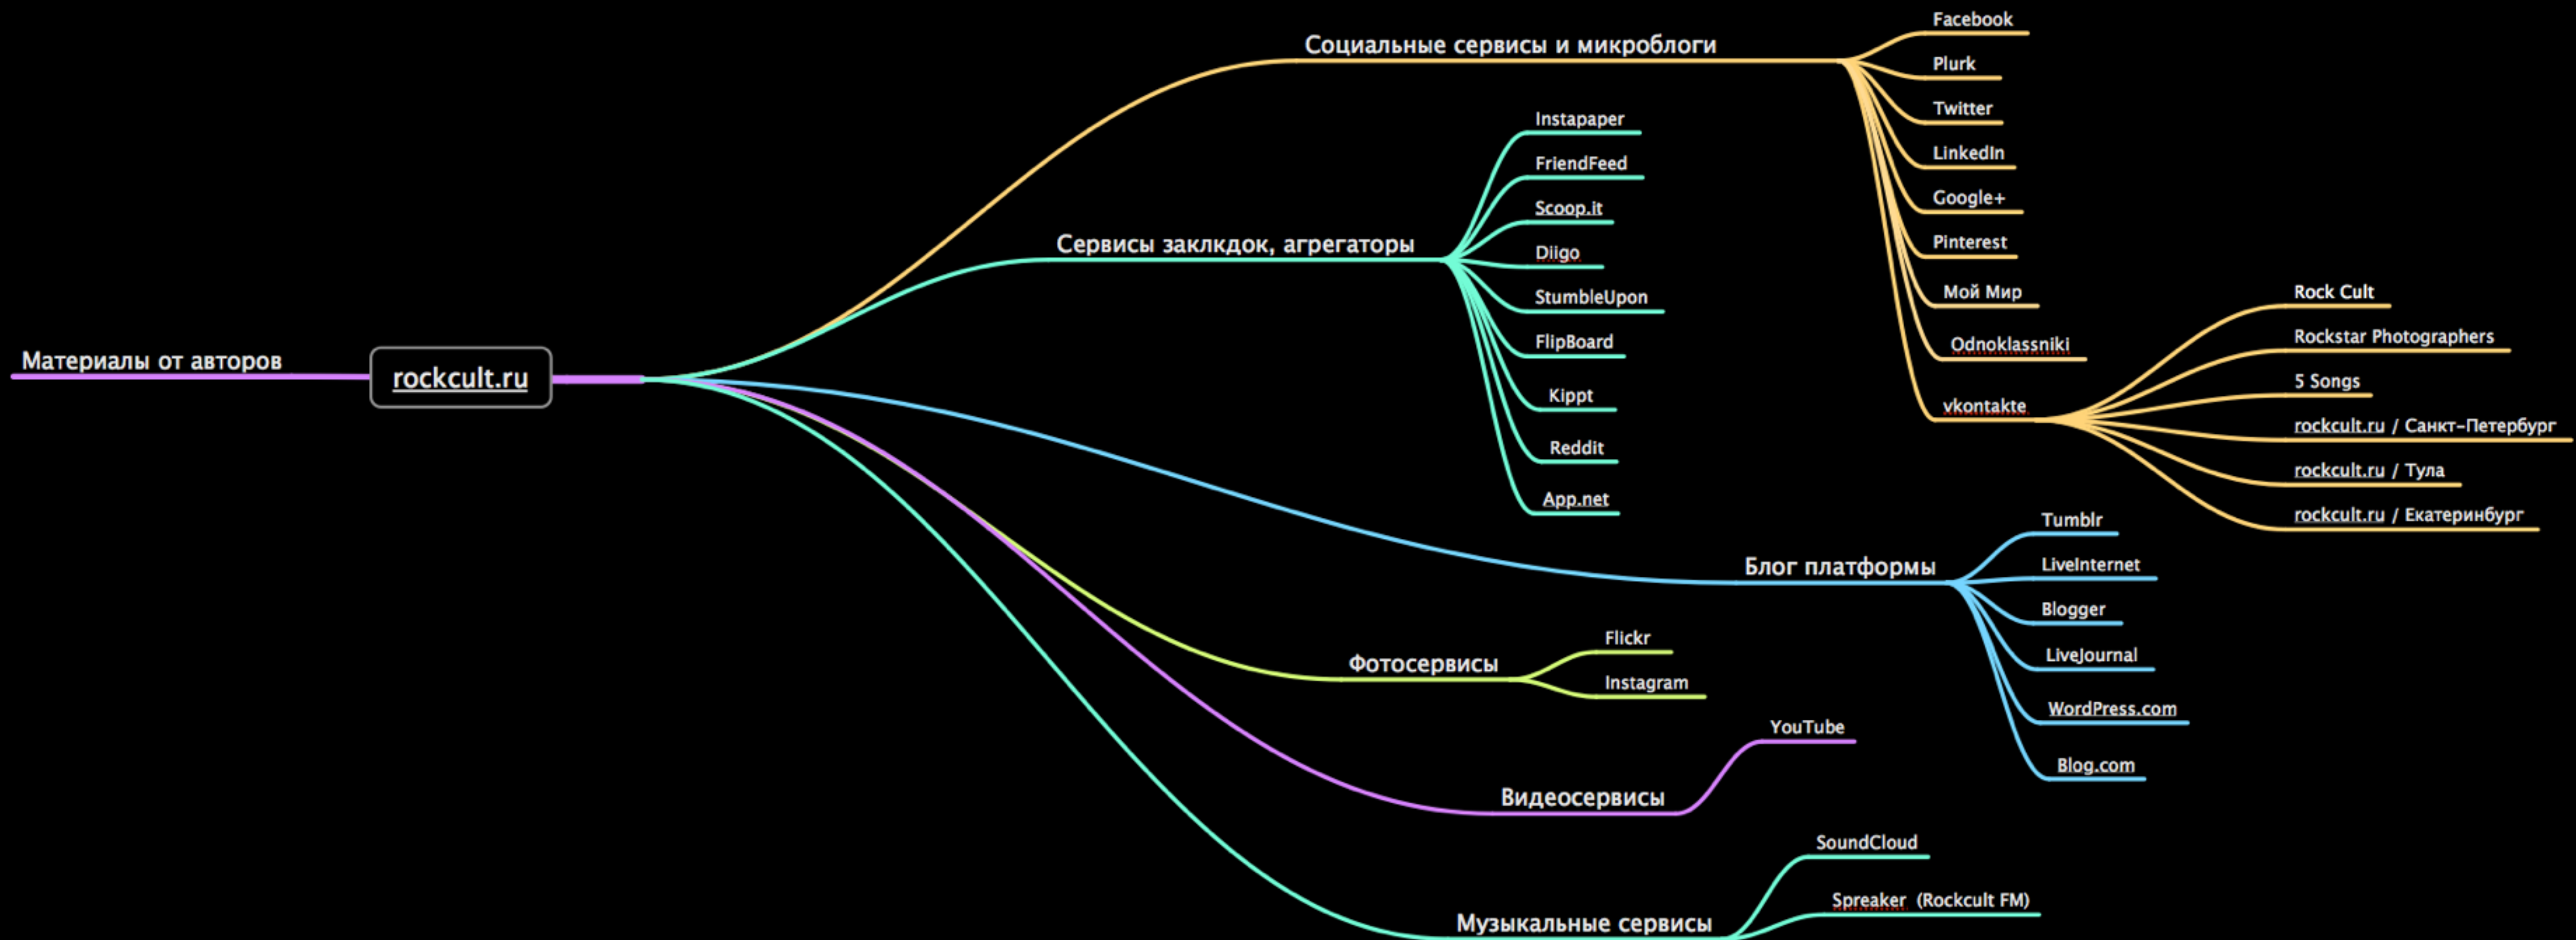 Материалы от авторов
rockcult.ru
Социальные сервисы и микроблоги
Facebook
Plurk
Twitter
LinkedIn
Google+
Pinterest
Мой Мир
Odnoklassniki
vkontakte
Rock Cult
Rockstar Photographers
5 Songs
rockcult.ru / Санкт-Петербург
rockcult.ru / Тула
rockcult.ru / Екатеринбург
Сервисы заклкдок, агрегаторы
Instapaper
FriendFeed
Scoop.it
Diigo
StumbleUpon
FlipBoard
Kippt
Reddit
App.net
Блог платформы
Tumblr
LiveInternet
Blogger
LiveJournal
WordPress.com
Blog.com
Фотосервисы
Flickr
Instagram
Видеосервисы
YouTube
Музыкальные сервисы
SoundCloud
Spreaker (Rockcult FM)